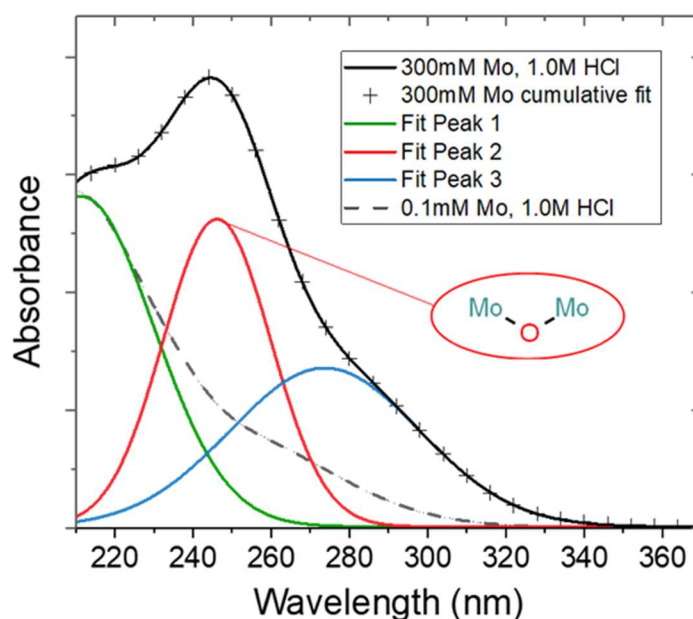 300mM Mo, 1.0M HCl
300mM Mo cumulative fit
Fit Peak 1
Fit Peak 2
Fit Peak 3
0.1mM Mo, 1.0M HCl
Mo Mo
O
Absorbance
220 240 260 280 300 320 340 360
Wavelength (nm)